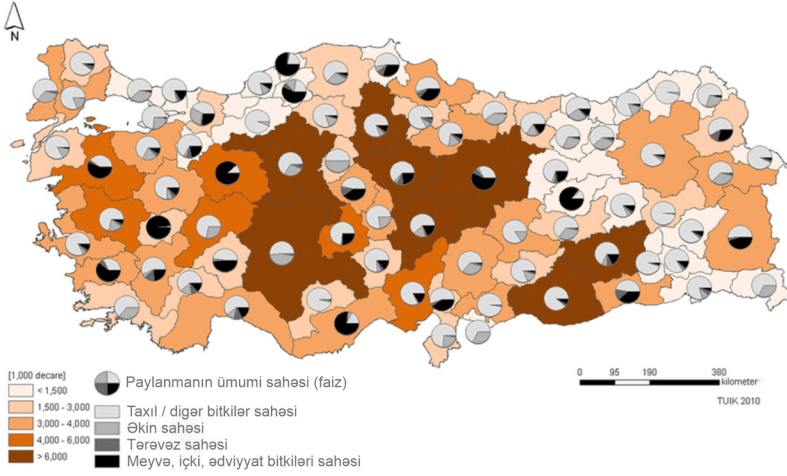 N
[1,000 decare]
< 1,500
1,500 - 3,000
3,000 - 4,000
4,000 - 6,000
> 6,000
Paylanmanın ümumi sahəsi (faiz)
Taxıl / digər bitkilər sahəsi
Əkin sahəsi
Tərəvəz sahəsi
Meyvə, içki, ədviyyat bitkiləri sahəsi
0 95 190 380
kilometer
TUIK 2010